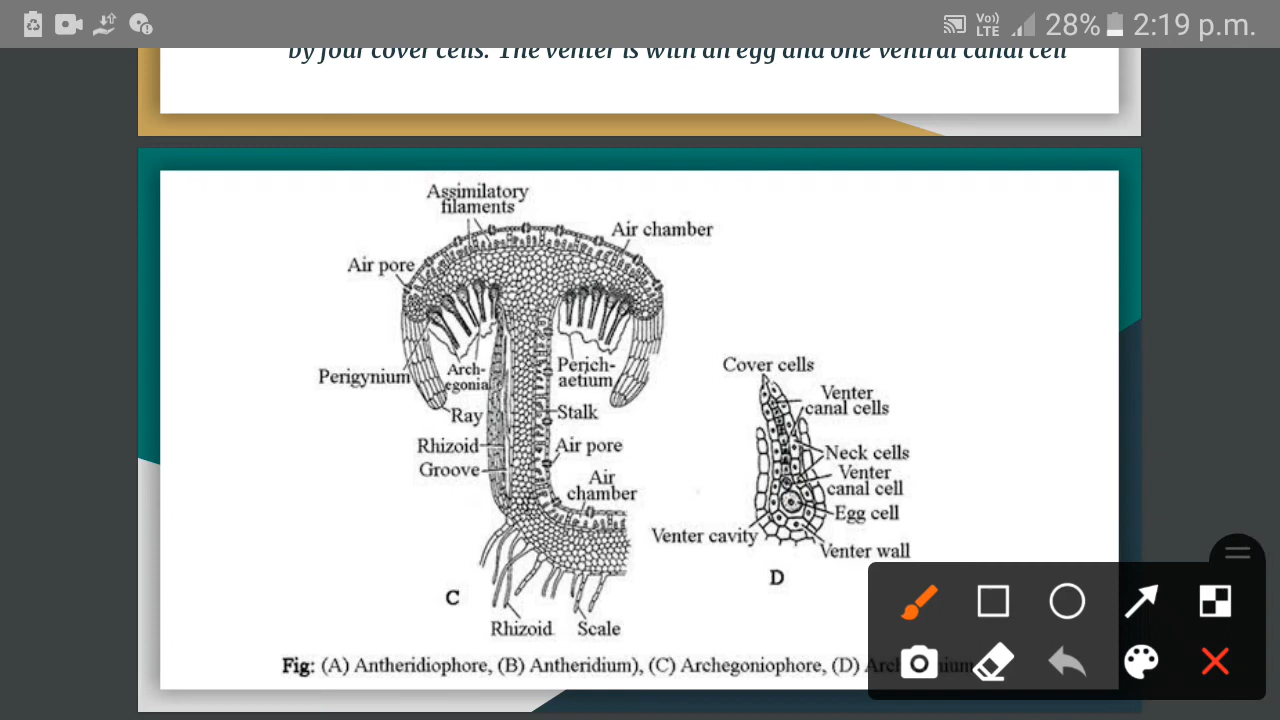 Vo)) LTE 28% 2:19 p.m.
by four cover cells. The venter is with an egg and one ventral canal cell
Assimilatory
filaments
Air chamber
Air pore
Perigynium
Arch-
egonia
Perich-
aetium
Ray
Stalk
Rhizoid
Air pore
Groove
Air
chamber
Rhizoid
Scale
C
Cover cells
Venter
canal cells
Neck cells
Venter
canal cell
Egg cell
Venter cavity
Venter wall
D
Fig: (A) Antheridiophore, (B) Antheridium), (C) Archegoniophore, (D) Archegonium